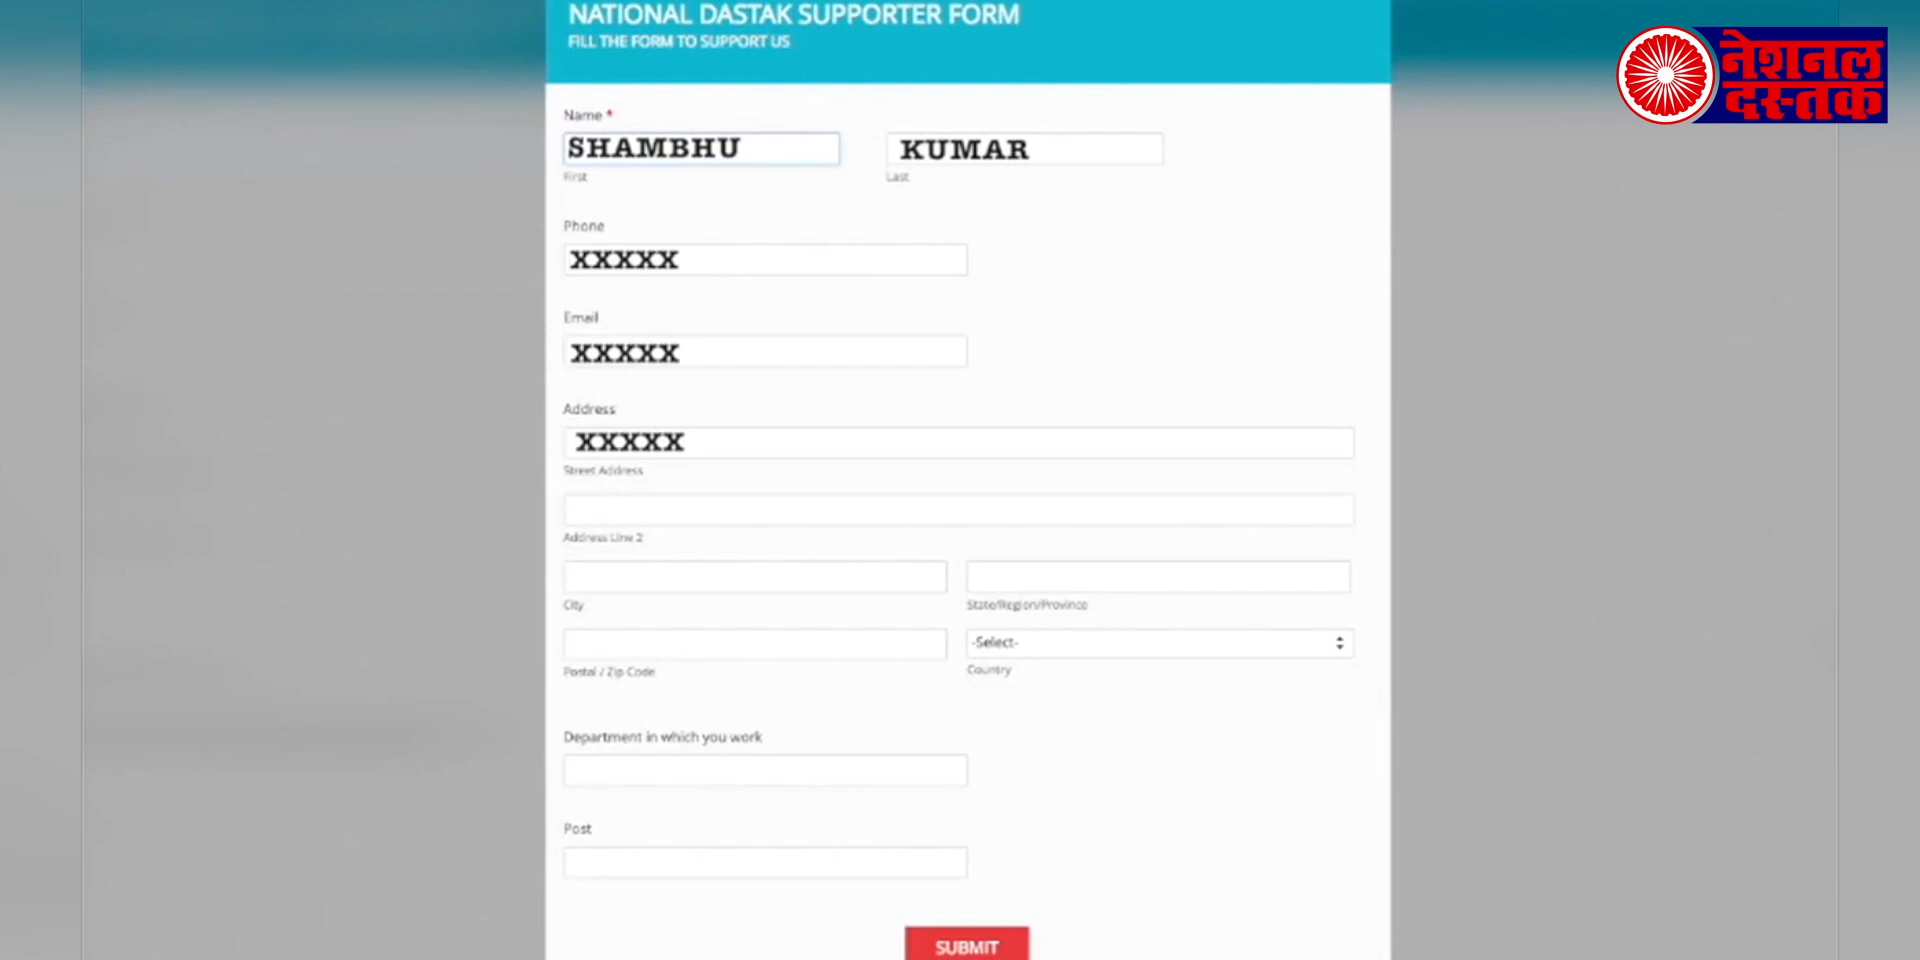 NATIONAL DASTAK SUPPORTER FORM
FILL THE FORM TO SUPPORT US
नेशनल
दस्तक
Name *
SHAMBHU KUMAR
First Last
Phone
XXXXX
Email
XXXXX
Address
XXXXX
Street Address
Address Line 2
City State/Region/Province
-Select-
Postal / Zip Code Country
Department in which you work
Post
SUBMIT